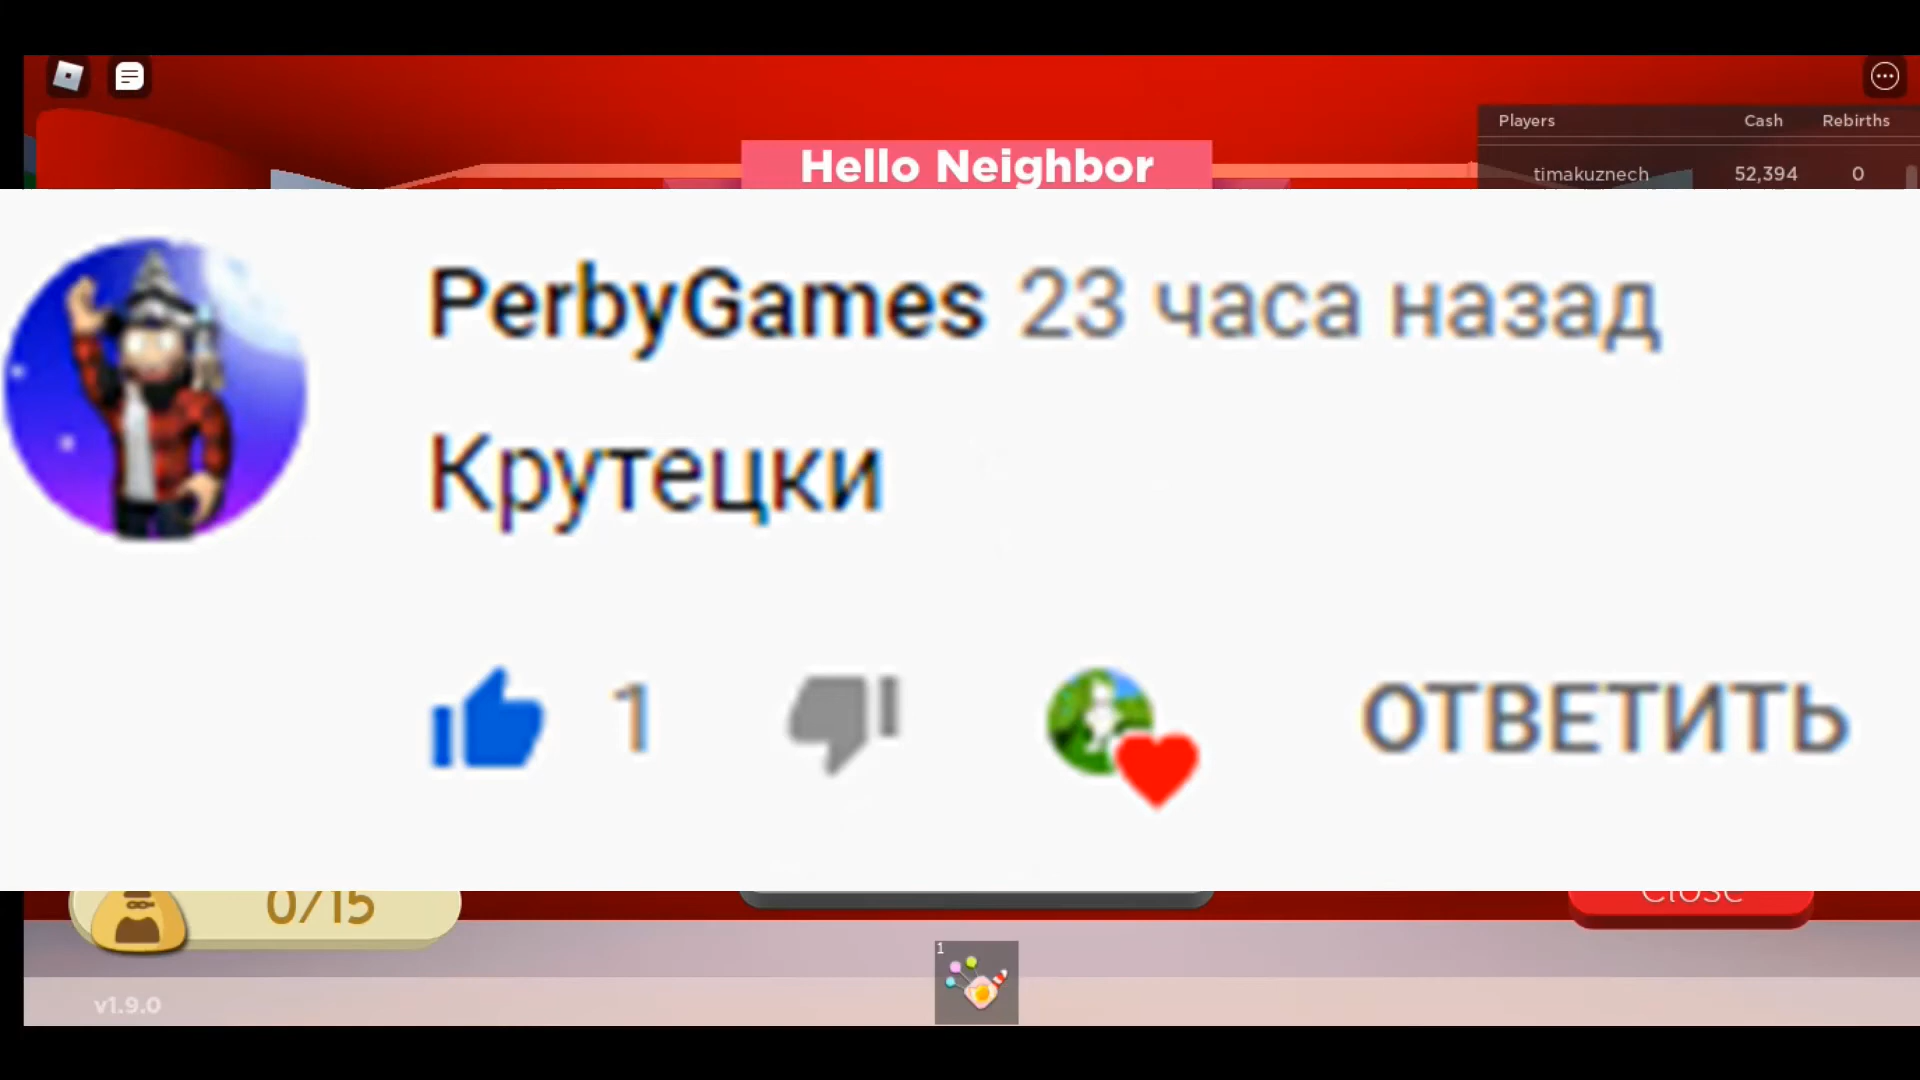 Players Cash Rebirths
Hello Neighbor
timakuznech 52,394 0
PerbyGames 23 часа назад
Крутецки
1
ОТВЕТИТЬ
0/15
Close
1
v1.9.0